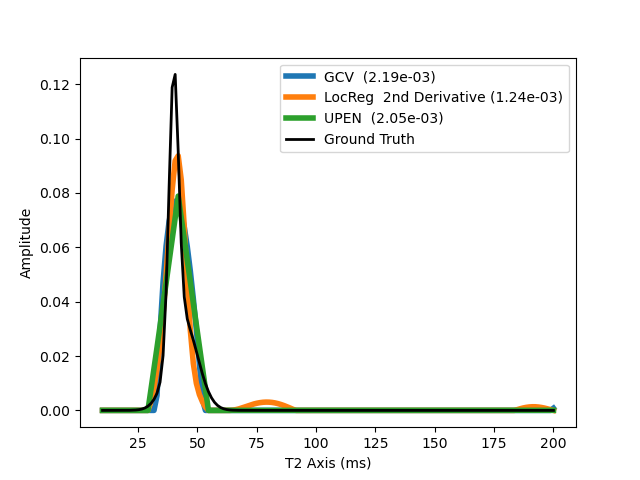 GCV (2.19e-03)
LocReg 2nd Derivative (1.24e-03)
UPEN (2.05e-03)
Ground Truth
Amplitude
0.12
0.10
0.08
0.06
0.04
0.02
0.00
25 50 75 100 125 150 175 200
T2 Axis (ms)